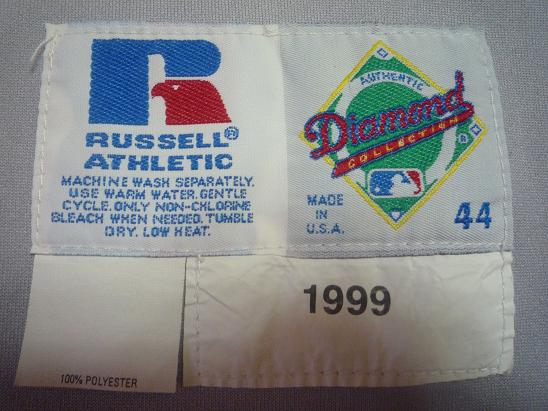 RUSSELL®
ATHLETIC
MACHINE WASH SEPARATELY.
USE WARM WATER. GENTLE
CYCLE. ONLY NON-CHLORINE
BLEACH WHEN NEEDED. TUMBLE
DRY. LOW HEAT.
AUTHENTIC
Diamond
COLLECTION
®
MADE
IN
U.S.A.
44
1999
100% POLYESTER